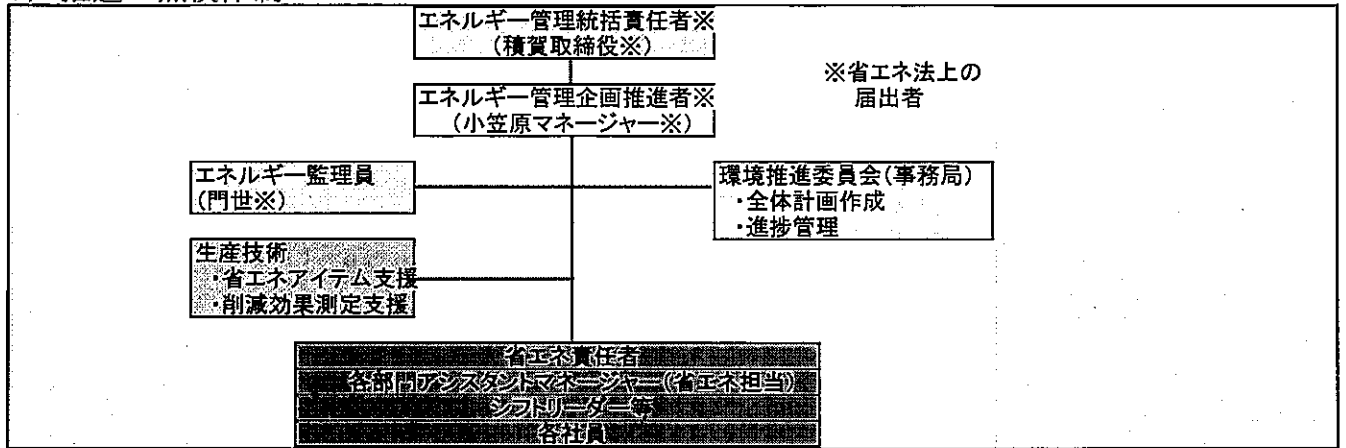 エネルギー管理統括責任者※
(積賀取締役※)
※省エネ法上の
届出者
エネルギー管理企画推進者※
(小笠原マネージャー※)
エネルギー監理員
(門世※)
環境推進委員会(事務局)
・全体計画作成
・進捗管理
生産技術
・省エネアイテム支援
・削減効果測定支援
省エネ責任者
各部門アシスタントマネージャー(省エネ担当)
シフトリーダー等
各社員